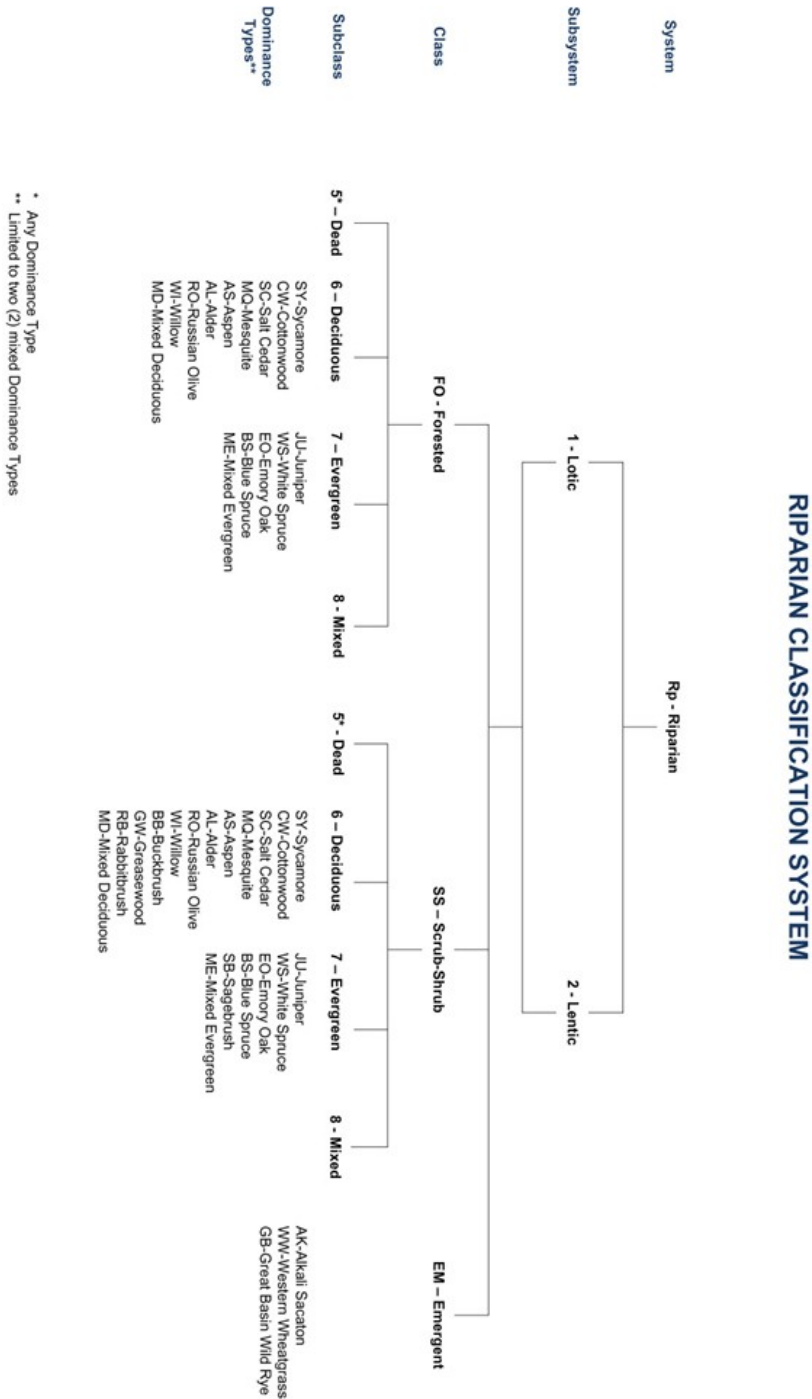 RIPARIAN CLASSIFICATION SYSTEM
System
Rp - Riparian
Subsystem
1 - Lotic
2 - Lentic
Class
FO - Forested
SS – Scrub-Shrub
EM – Emergent
Subclass
5* – Dead
6 – Deciduous
7 – Evergreen
8 - Mixed
5* - Dead
6 – Deciduous
7 – Evergreen
8 - Mixed
Dominance
Types**
SY-Sycamore
CW-Cottonwood
SC-Salt Cedar
MQ-Mesquite
AS-Aspen
AL-Alder
RO-Russian Olive
WI-Willow
MD-Mixed Deciduous
JU-Juniper
WS-White Spruce
EO-Emory Oak
BS-Blue Spruce
ME-Mixed Evergreen
SY-Sycamore
CW-Cottonwood
SC-Salt Cedar
MQ-Mesquite
AS-Aspen
AL-Alder
RO-Russian Olive
WI-Willow
BB-Buckbrush
GW-Greasewood
RB-Rabbitbrush
MD-Mixed Deciduous
JU-Juniper
WS-White Spruce
EO-Emory Oak
BS-Blue Spruce
SB-Sagebrush
ME-Mixed Evergreen
AK-Alkali Sacaton
WW-Western Wheatgrass
GB-Great Basin Wild Rye
* Any Dominance Type
** Limited to two (2) mixed Dominance Types